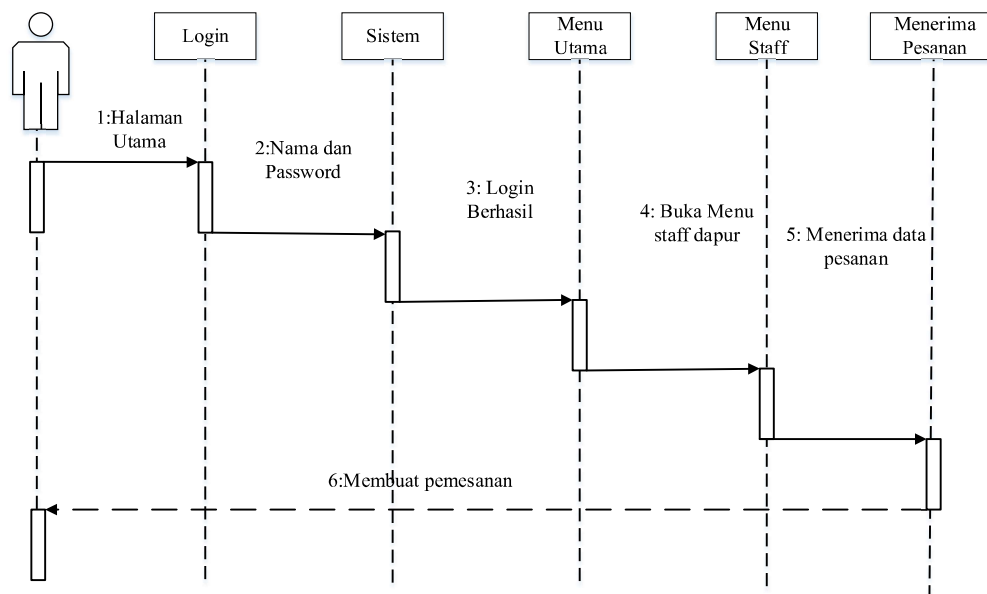 Login
Sistem
Menu
Utama
Menu
Staff
Menerima
Pesanan
1:Halaman
Utama
2:Nama dan
Password
3: Login
Berhasil
4: Buka Menu
staff dapur
5: Menerima data
pesanan
6:Membuat pemesanan